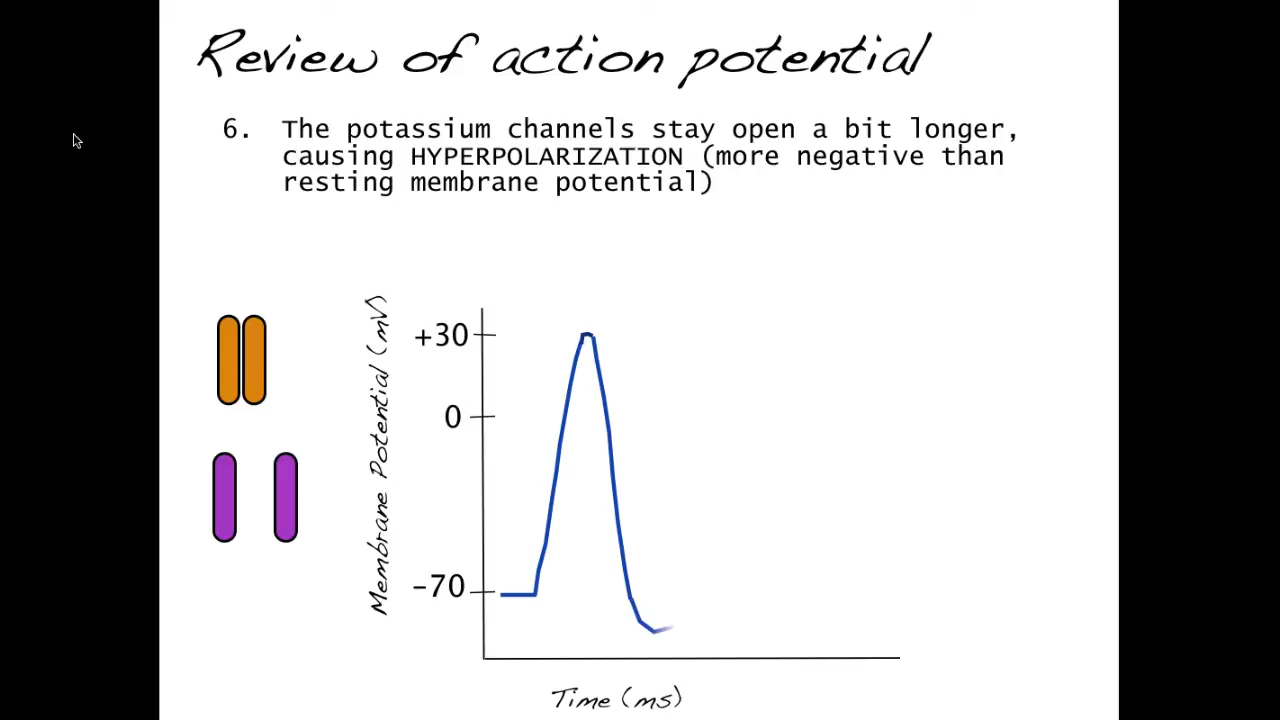 Review of action potential
6. The potassium channels stay open a bit longer,
causing HYPERPOLARIZATION (more negative than
resting membrane potential)
Membrane Potential (mV)
+30
0
-70
Time (ms)